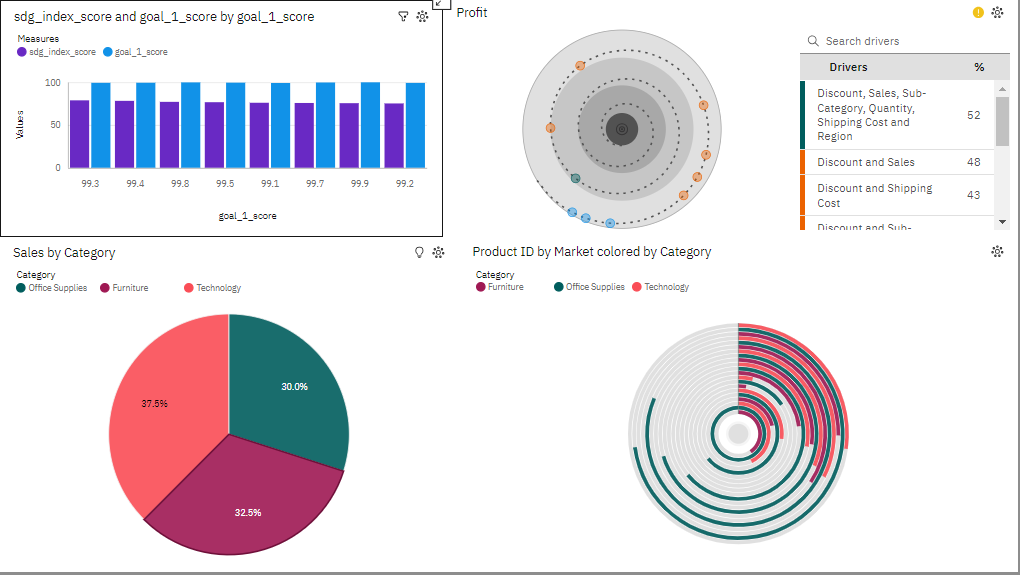 sdg_index_score and goal_1_score by goal_1_score
Measures
sdg_index_score goal_1_score
Values
100
50
0
99.3 99.4 99.8 99.5 99.1 99.7 99.9 99.2
goal_1_score
Profit
Search drivers
Drivers %
Discount, Sales, Sub-
Category, Quantity,
Shipping Cost and
Region
52
Discount and Sales 48
Discount and Shipping
Cost
43
Discount and Sub-
Sales by Category
Category
Office Supplies Furniture Technology
30.0%
37.5%
32.5%
Product ID by Market colored by Category
Category
Furniture Office Supplies Technology